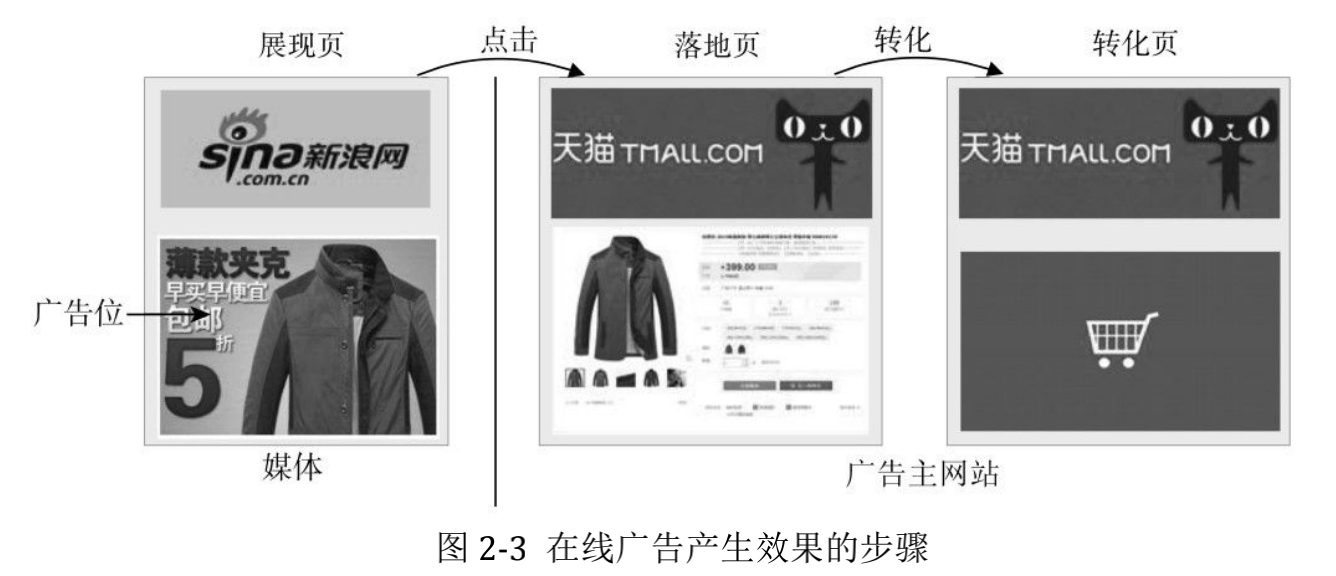 展现页
点击
落地页
转化
转化页
sina新浪网
.com.cn
天猫 TMALL.COM
天猫 TMALL.COM
薄款夹克
早买早便宜
包邮
5折
广告位
399.00
媒体
广告主网站
图 2-3 在线广告产生效果的步骤